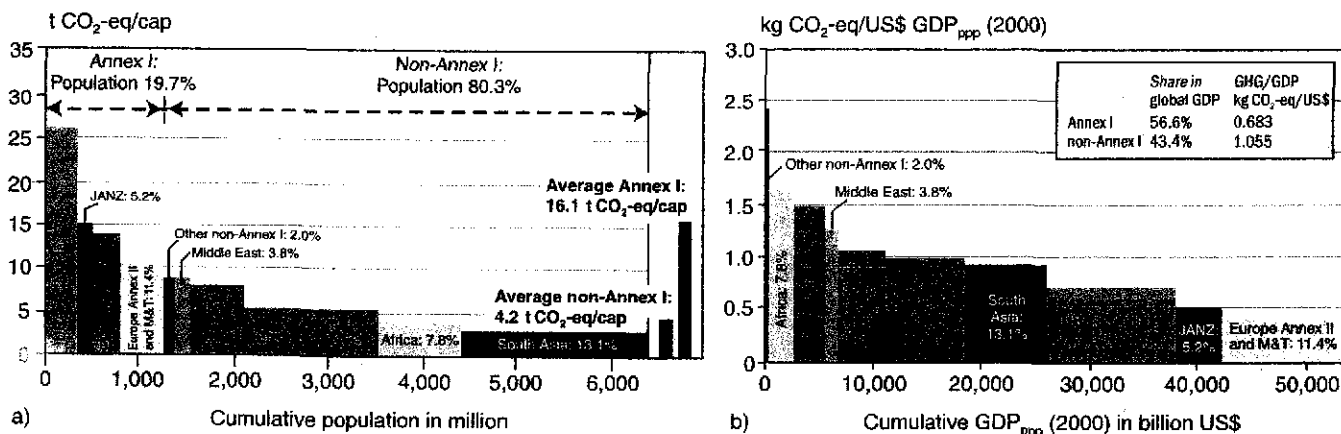 t CO₂-eq/cap
35
30
25
20
15
10
5
0
Annex I:
Population 19.7%
Non-Annex I:
Population 80.3%
JANZ: 5.2%
Europe Annex II
and M&T: 11.4%
Other non-Annex I: 2.0%
Middle East: 3.8%
Africa: 7.8%
South Asia: 13.1%
Average Annex I:
16.1 t CO₂-eq/cap
Average non-Annex I:
4.2 t CO₂-eq/cap
0 1,000 2,000 3,000 4,000 5,000 6,000
a) Cumulative population in million
kg CO₂-eq/US$ GDPppp (2000)
3.0
2.5
2.0
1.5
1.0
0.5
0
Share in GHG/GDP
global GDP kg CO₂-eq/US$
Annex I 56.6% 0.683
non-Annex I 43.4% 1.055
Other non-Annex I: 2.0%
Middle East: 3.8%
Africa: 7.8%
South
Asia:
13.1%
JANZ:
5.2%
Europe Annex II
and M&T: 11.4%
0 10,000 20,000 30,000 40,000 50,000
b) Cumulative GDPppp (2000) in billion US$